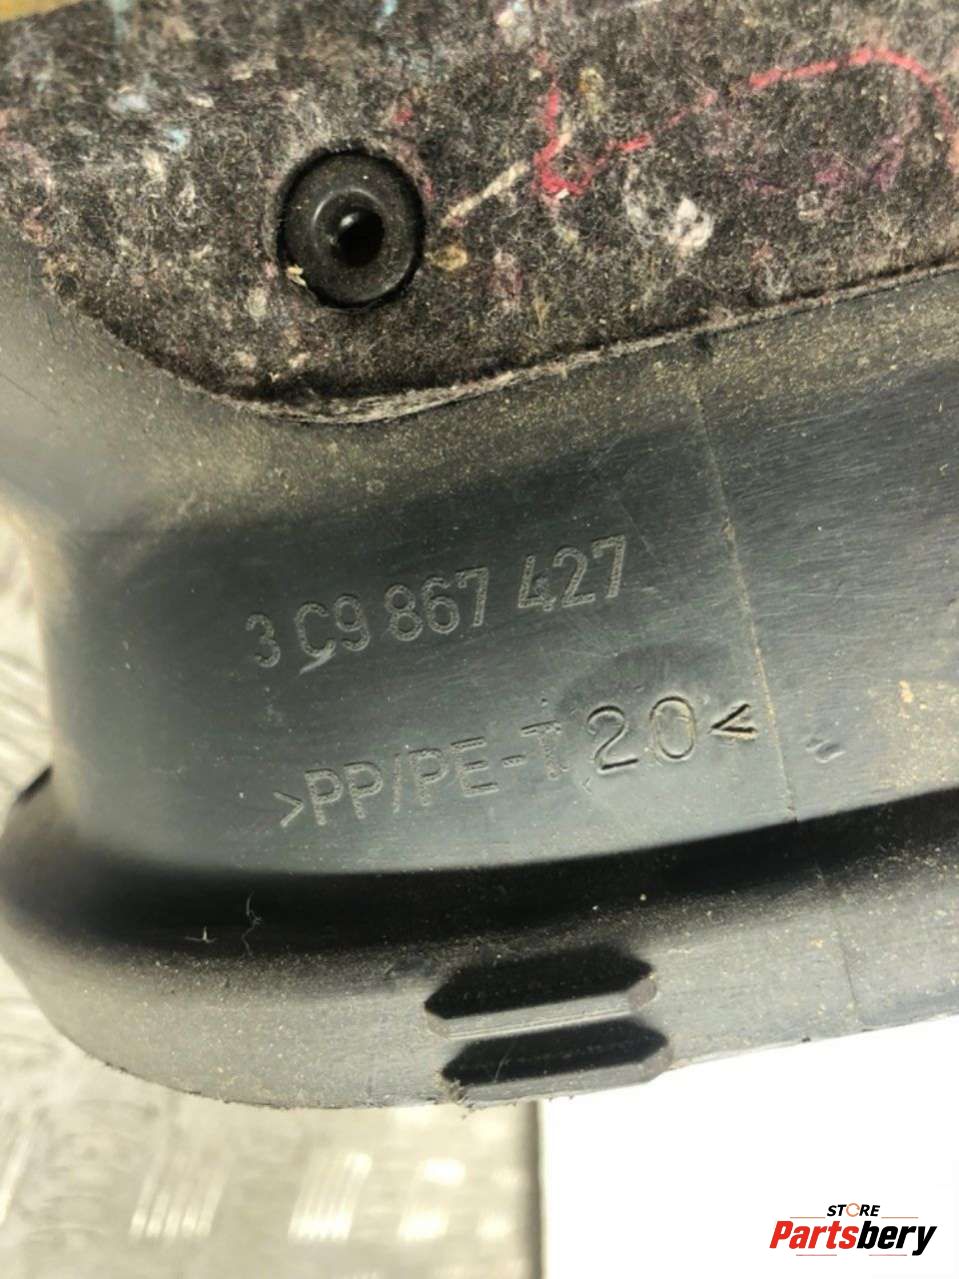 3C9 867 427
>PP/PE-T20<
STORE
Partsbery